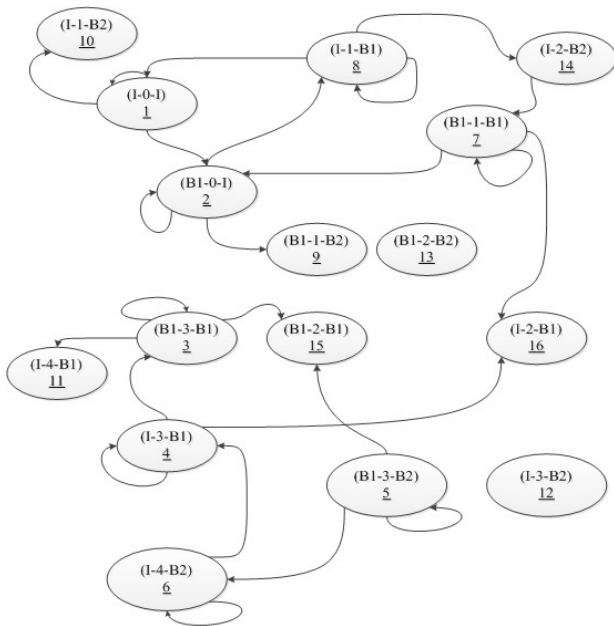 (I-1-B2)
10
(I-1-B1)
8
(I-2-B2)
14
(I-0-I)
1
(B1-1-B1)
7
(B1-0-I)
2
(B1-1-B2)
9
(B1-2-B2)
13
(B1-3-B1)
3
(B1-2-B1)
15
(I-2-B1)
16
(I-4-B1)
11
(I-3-B1)
4
(B1-3-B2)
5
(I-3-B2)
12
(I-4-B2)
6